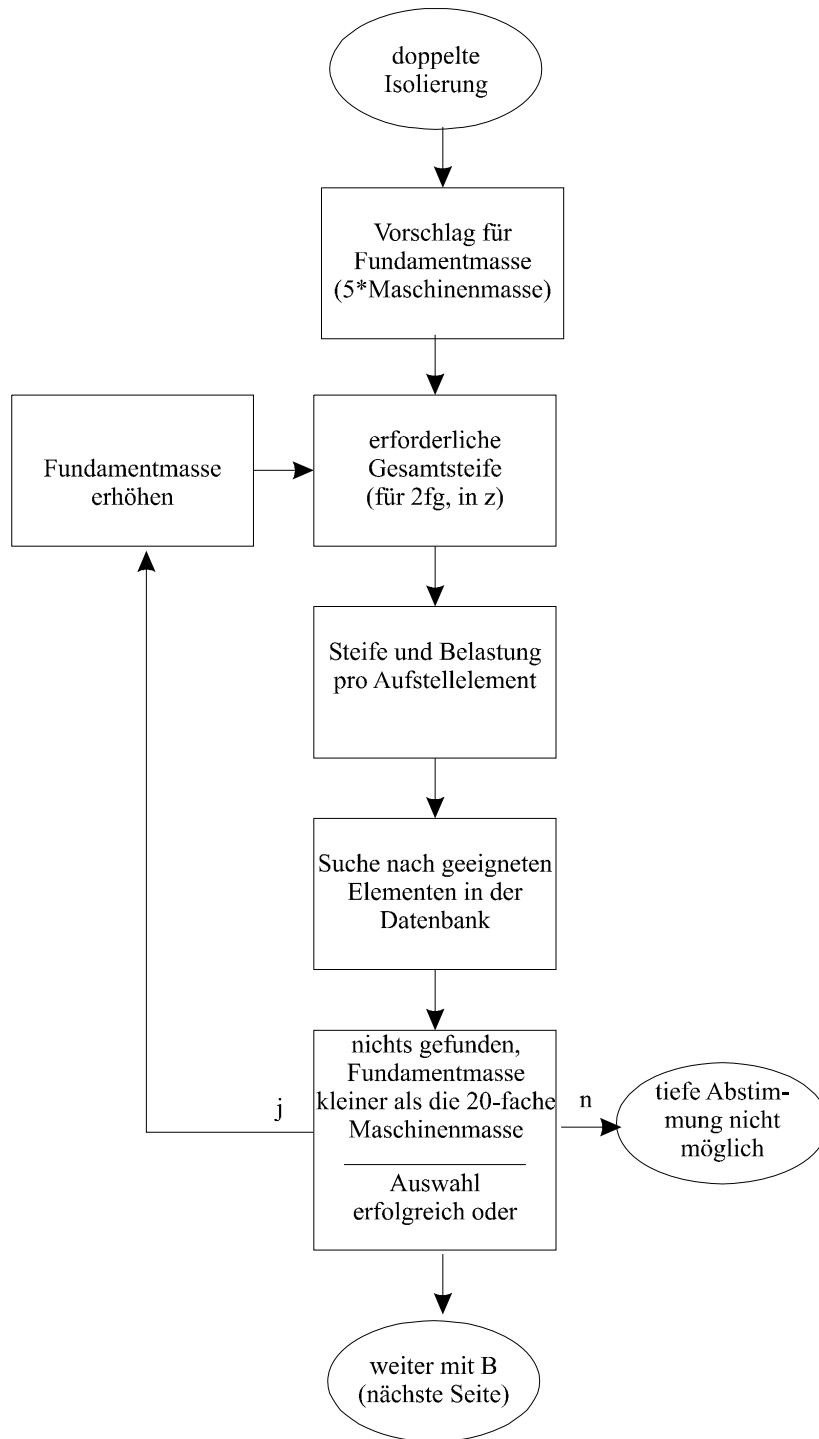 doppelte
Isolierung
Vorschlag für
Fundamentmasse
(5*Maschinenmasse)
Fundamentmasse
erhöhen
erforderliche
Gesamtsteife
(für 2fg, in z)
Steife und Belastung
pro Aufstellelement
Suche nach geeigneten
Elementen in der
Datenbank
nichts gefunden,
Fundamentmasse
kleiner als die 20-fache
Maschinenmasse
Auswahl
erfolgreich oder
j
n
tiefe Abstim-
mung nicht
möglich
weiter mit B
(nächste Seite)